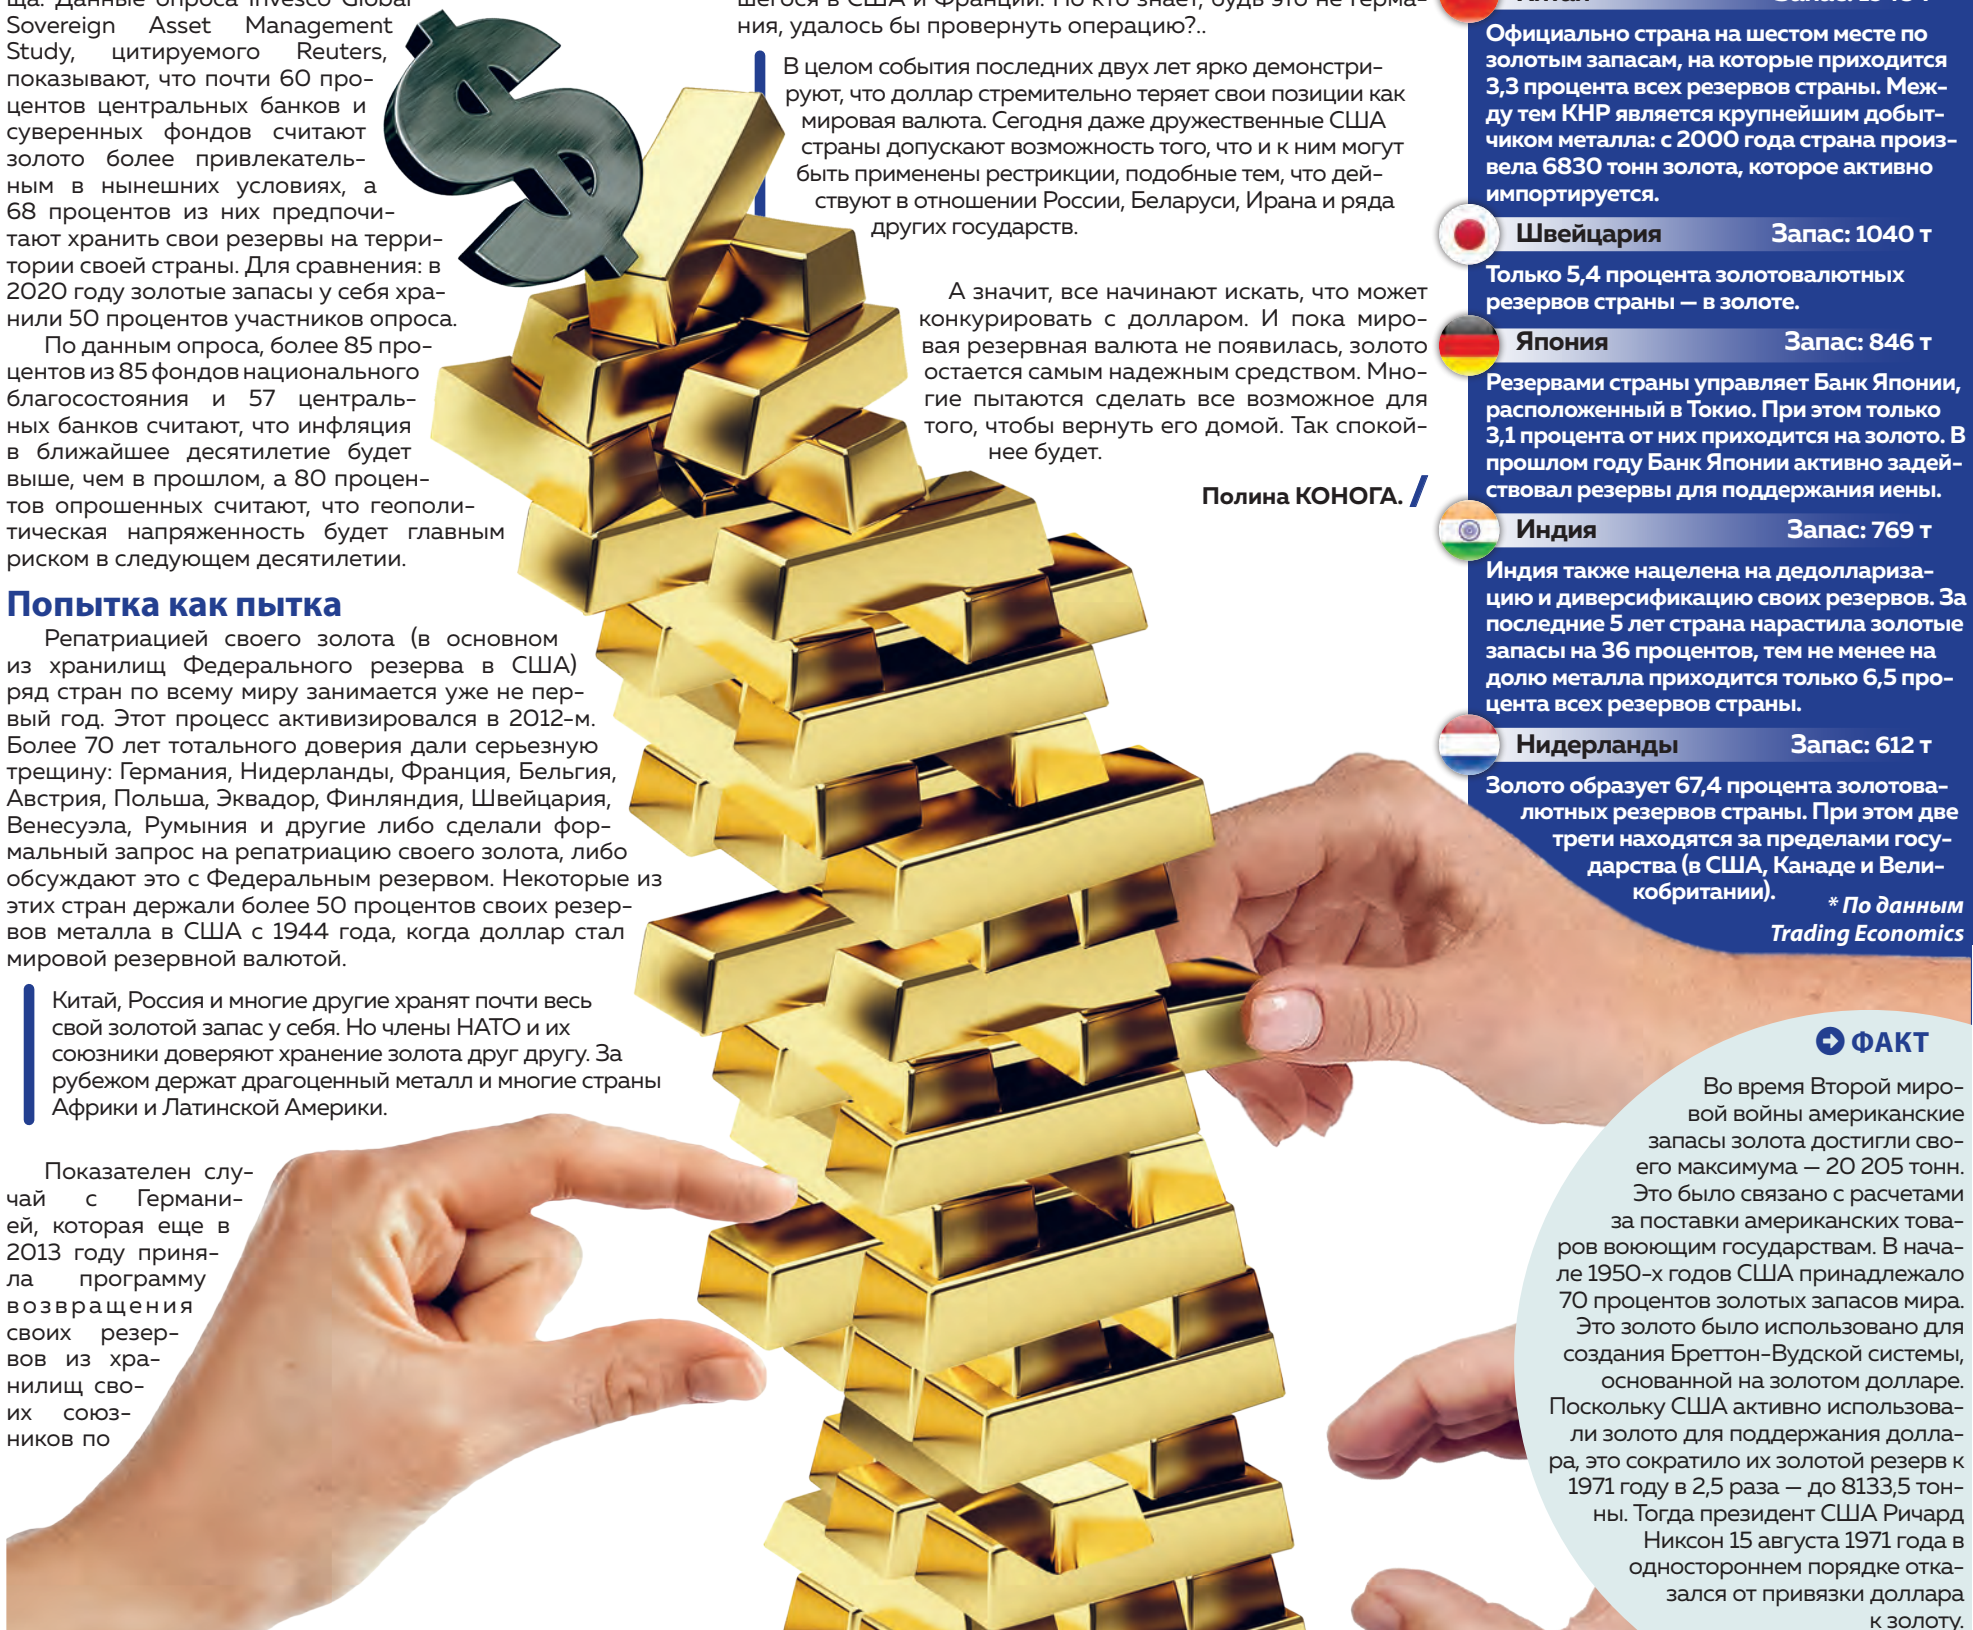 ща. Данные опроса Invesco Global
Sovereign Asset Management
Study, цитируемого Reuters,
показывают, что почти 60 про-
центов центральных банков и
суверенных фондов считают
золото более привлекатель-
ным в нынешних условиях, а
68 процентов из них предпочи-
тают хранить свои резервы на терри-
тории своей страны. Для сравнения: в
2020 году золотые запасы у себя хра-
нили 50 процентов участников опроса.
По данным опроса, более 85 про-
центов из 85 фондов национального
благосостояния и 57 централь-
ных банков считают, что инфляция
в ближайшее десятилетие будет
выше, чем в прошлом, а 80 процен-
тов опрошенных считают, что геополи-
тическая напряженность будет главным
риском в следующем десятилетии.
Попытка как пытка
Репатриацией своего золота (в основном
из хранилищ Федерального резерва в США)
ряд стран по всему миру занимается уже не пер-
вый год. Этот процесс активизировался в 2012-м.
Более 70 лет тотального доверия дали серьезную
трещину: Германия, Нидерланды, Франция, Бельгия,
Австрия, Польша, Эквадор, Финляндия, Швейцария,
Венесуэла, Румыния и другие либо сделали фор-
мальный запрос на репатриацию своего золота, либо
обсуждают это с Федеральным резервом. Некоторые из
этих стран держали более 50 процентов своих резер-
вов металла в США с 1944 года, когда доллар стал
мировой резервной валютой.
Китай, Россия и многие другие хранят почти весь
свой золотой запас у себя. Но члены НАТО и их
союзники доверяют хранение золота друг другу. За
рубежом держат драгоценный металл и многие страны
Африки и Латинской Америки.
Показателен слу-
чай с Германи-
ей, которая еще в
2013 году приня-
ла программу
возвращения
своих резер-
вов из хра-
нилищ сво-
их союз-
ников по
шегося в США и Франции. Но кто знает, будь это не Герма-
ния, удалось бы провернуть операцию?..
В целом события последних двух лет ярко демонстри-
руют, что доллар стремительно теряет свои позиции как
мировая валюта. Сегодня даже дружественные США
страны допускают возможность того, что и к ним могут
быть применены рестрикции, подобные тем, что дей-
ствуют в отношении России, Беларуси, Ирана и ряда
других государств.
А значит, все начинают искать, что может
конкурировать с долларом. И пока миро-
вая резервная валюта не появилась, золото
остается самым надежным средством. Мно-
гие пытаются сделать все возможное для
того, чтобы вернуть его домой. Так спокой-
нее будет.
Полина КОНОГА.
Официально страна на шестом месте по
золотым запасам, на которые приходится
3,3 процента всех резервов страны. Меж-
ду тем КНР является крупнейшим добыт-
чиком металла: с 2000 года страна произ-
вела 6830 тонн золота, которое активно
импортируется.
Швейцария Запас: 1040 т
Только 5,4 процента золотовалютных
резервов страны — в золоте.
Япония Запас: 846 т
Резервами страны управляет Банк Японии,
расположенный в Токио. При этом только
3,1 процента от них приходится на золото. В
прошлом году Банк Японии активно задей-
ствовал резервы для поддержания иены.
Индия Запас: 769 т
Индия также нацелена на дедоллариза-
цию и диверсификацию своих резервов. За
последние 5 лет страна нарастила золотые
запасы на 36 процентов, тем не менее на
долю металла приходится только 6,5 про-
цента всех резервов страны.
Нидерланды Запас: 612 т
Золото образует 67,4 процента золотова-
лютных резервов страны. При этом две
трети находятся за пределами госу-
дарства (в США, Канаде и Вели-
кобритании).
* По данным
Trading Economics
ФАКТ
Во время Второй миро-
вой войны американские
запасы золота достигли сво-
его максимума — 20 205 тонн.
Это было связано с расчетами
за поставки американских това-
ров воюющим государствам. В нача-
ле 1950-х годов США принадлежало
70 процентов золотых запасов мира.
Это золото было использовано для
создания Бреттон-Вудской системы,
основанной на золотом долларе.
Поскольку США активно использова-
ли золото для поддержания долла-
ра, это сократило их золотой резерв к
1971 году в 2,5 раза — до 8133,5 тон-
ны. Тогда президент США Ричард
Никсон 15 августа 1971 года в
одностороннем порядке отка-
зался от привязки доллара
к золоту.